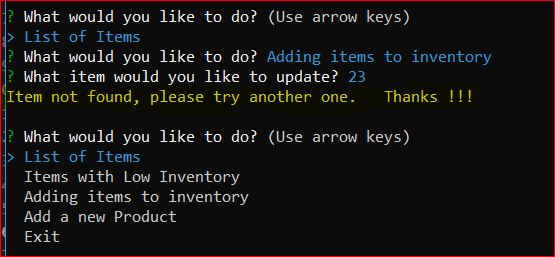 ? What would you like to do? (Use arrow keys)
> List of Items
? What would you like to do? Adding items to inventory
? What item would you like to update? 23
Item not found, please try another one.   Thanks !!!
? What would you like to do? (Use arrow keys)
> List of Items
  Items with Low Inventory
  Adding items to inventory
  Add a new Product
  Exit